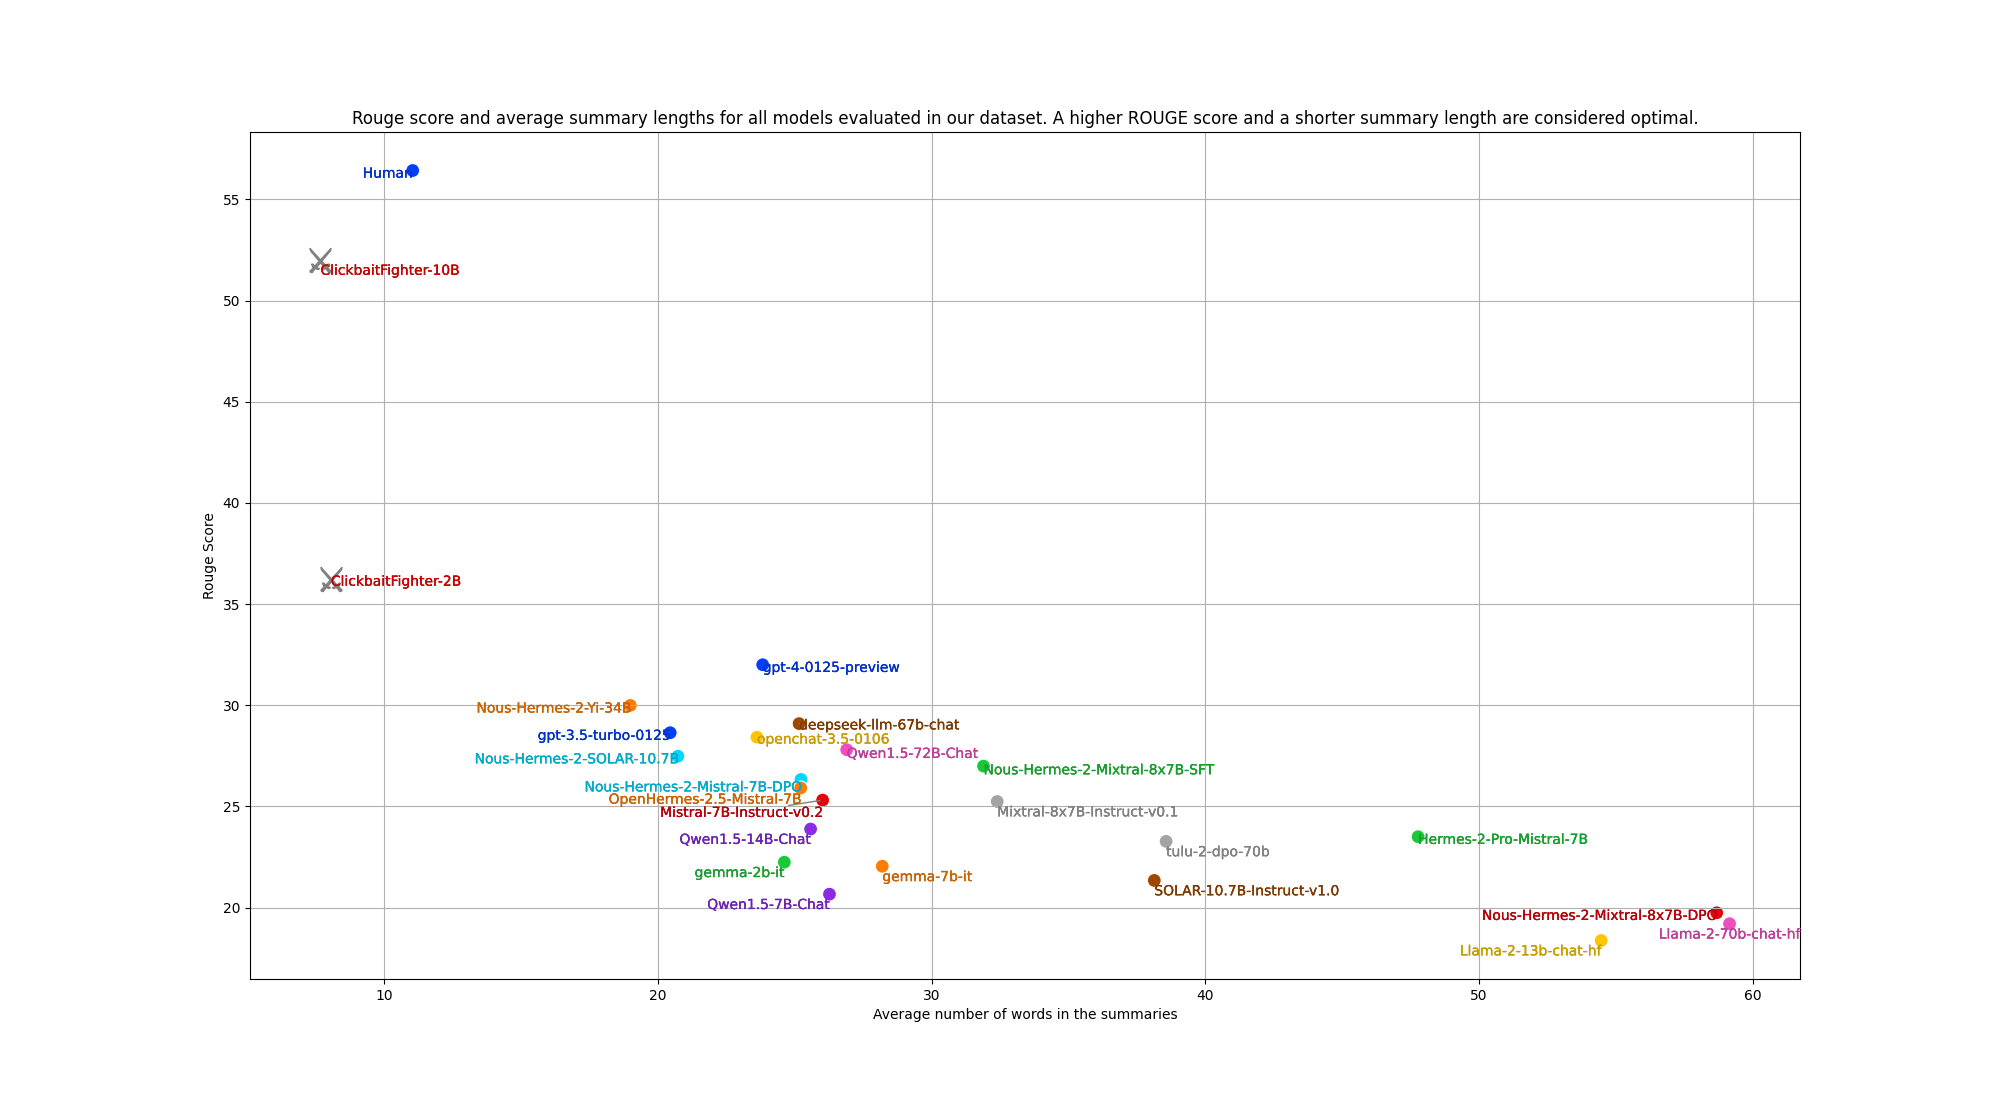 Rouge score and average summary lengths for all models evaluated in our dataset. A higher ROUGE score and a shorter summary length are considered optimal.
Human
55
ClickbaitFighter-10B
50
45
40
Rouge Score
ClickbaitFighter-2B
35
gpt-4-0125-preview
30
Nous-Hermes-2-Yi-34B
deepseek-llm-67b-chat
gpt-3.5-turbo-0125
openchat-3.5-0106
Qwen1.5-72B-Chat
Nous-Hermes-2-SOLAR-10.7B
Nous-Hermes-2-Mixtral-8x7B-SFT
Nous-Hermes-2-Mistral-7B-DPO
OpenHermes-2.5-Mistral-7B
25
Mistral-7B-Instruct-v0.2
Mixtral-8x7B-Instruct-v0.1
Qwen1.5-14B-Chat
Hermes-2-Pro-Mistral-7B
tulu-2-dpo-70b
gemma-2b-it
gemma-7b-it
SOLAR-10.7B-Instruct-v1.0
Qwen1.5-7B-Chat
20
Nous-Hermes-2-Mixtral-8x7B-DPO
Llama-2-70b-chat-hf
Llama-2-13b-chat-hf
10 20 30 40 50 60
Average number of words in the summaries